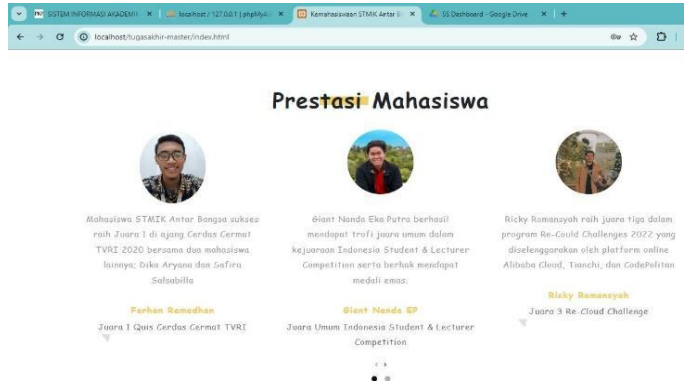 SISTEM INFORMASI AKADEMI
localhost / 127.0.0.1 | phpMyA
Kemahasiswaan STMIK Antar B
SS Dashboard - Google Drive
localhost/tugasakhir-master/index.html
Prestasi Mahasiswa
Mahasiswa STMIK Antar Bangsa sukses
raih Juara 1 di ajang Cerdas Cermat
TVRI 2020 bersama dua mahasiswa
lainnya; Dika Aryana dan Safira
Salsabilla
Farhan Ramadhan
Juara 1 Quis Cerdas Cermat TVRI
Giant Nanda Eka Putra berhasil
mendapat trofi juara umum dalam
kejuaraan Indonesia Student & Lecturer
Competition serta berhak mendapat
medali emas.
Giant Nanda EP
Juara Umum Indonesia Student & Lecturer
Competition
Ricky Romansyah raih juara tiga dalam
program Re-Could Challenges 2022 yang
diselenggarakan oleh platform online
Alibaba Cloud, Tianchi, dan CodePolitan
Ricky Romansyah
Juara 3 Re-Cloud Challenge